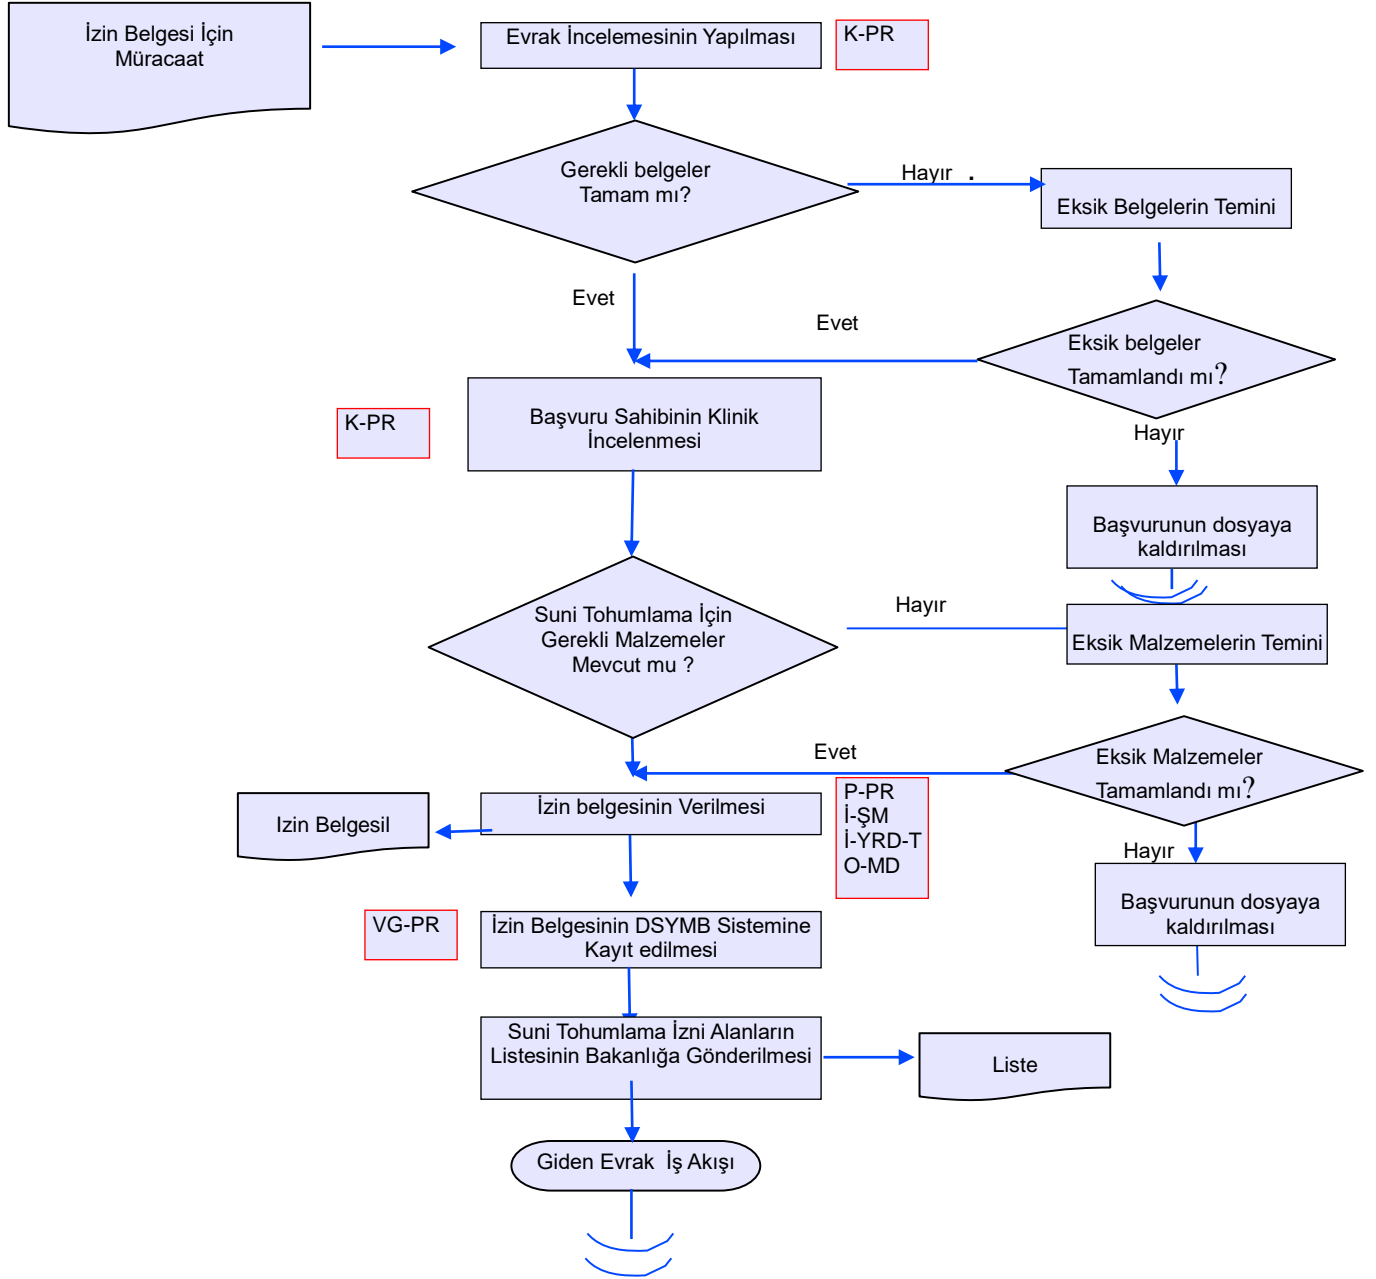 İzin Belgesi İçin
Müracaat
Evrak İncelemesinin Yapılması
K-PR
Gerekli belgeler
Tamam mı?
Hayır .
Eksik Belgelerin Temini
Evet
Evet
Eksik belgeler
Tamamlandı mı?
Hayır
K-PR
Başvuru Sahibinin Klinik
İncelenmesi
Başvurunun dosyaya
kaldırılması
Suni Tohumlama İçin
Gerekli Malzemeler
Mevcut mu ?
Hayır
Eksik Malzemelerin Temini
Evet
Eksik Malzemeler
Tamamlandı mı?
Hayır
İzin belgesinin Verilmesi
Izin Belgesil
P-PR
İ-ŞM
İ-YRD-T
O-MD
Başvurunun dosyaya
kaldırılması
VG-PR
İzin Belgesinin DSYMB Sistemine
Kayıt edilmesi
Suni Tohumlama İzni Alanların
Listesinin Bakanlığa Gönderilmesi
Liste
Giden Evrak İş Akışı